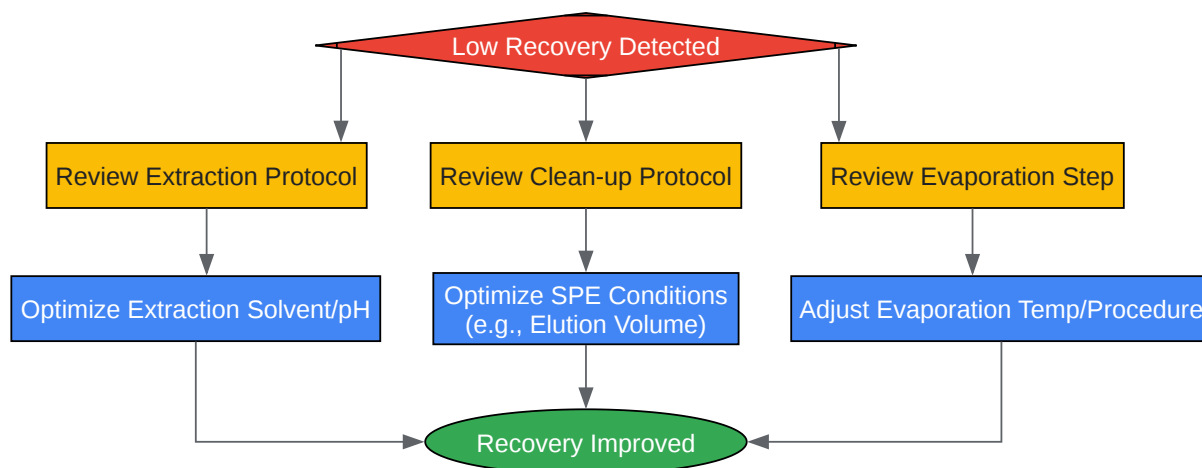 Low Recovery Detected
Review Extraction Protocol
Review Clean-up Protocol
Review Evaporation Step
Optimize Extraction Solvent/pH
Optimize SPE Conditions
(e.g., Elution Volume)
Adjust Evaporation Temp/Procedure
Recovery Improved